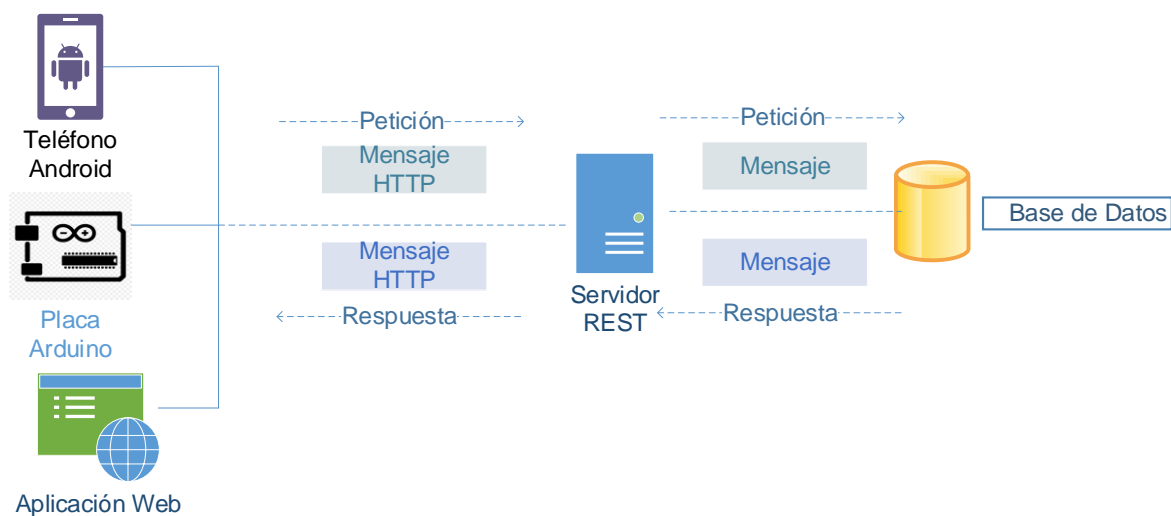 Teléfono
Android
Petición
Mensaje
HTTP
Mensaje
HTTP
Respuesta
Petición
Mensaje
Mensaje
Respuesta
Servidor
REST
Base de Datos
Placa
Arduino
Aplicación Web